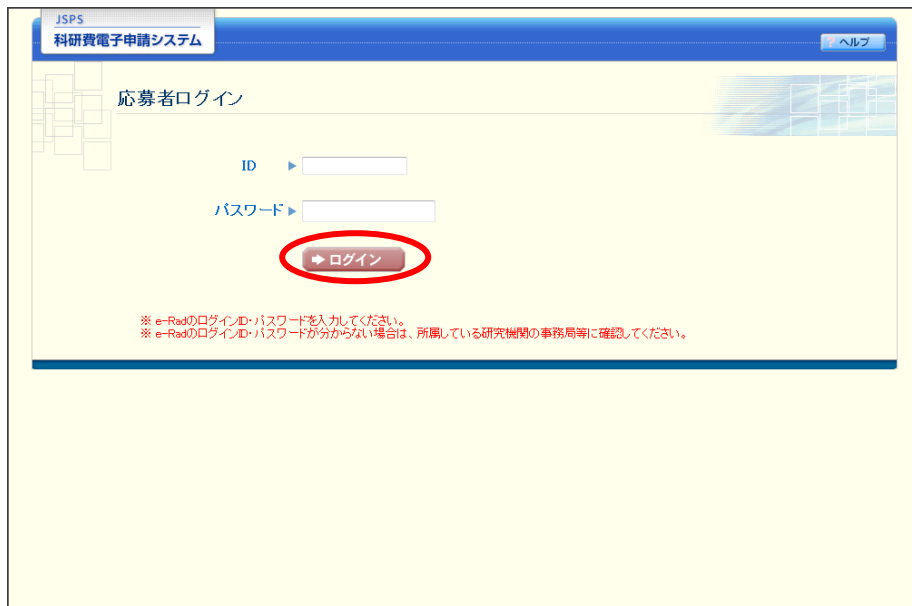 JSPS
科研費電子申請システム
? ヘルプ
応募者ログイン
ID
パスワード
ログイン
※ e-RadのログインID・パスワードを入力してください。
※ e-RadのログインID・パスワードが分からない場合は、所属している研究機関の事務局等に確認してください。